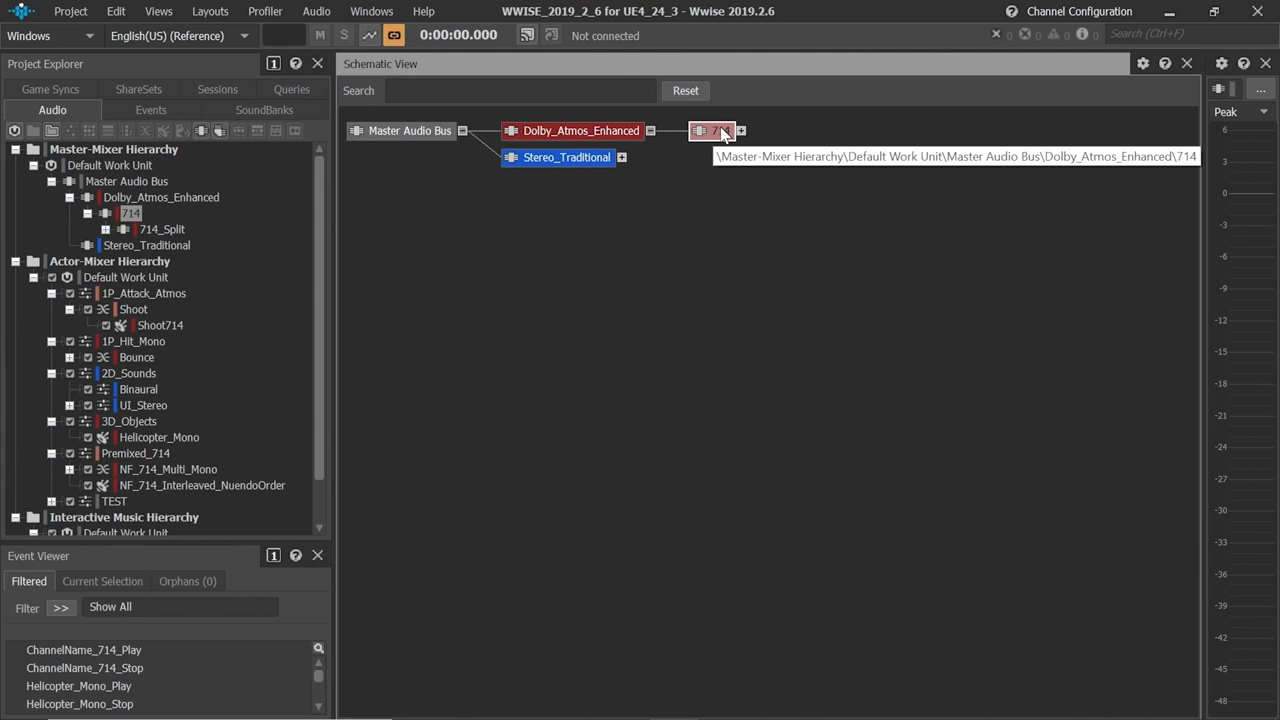 Project Edit Views Layouts Profiler Audio Windows Help WWISE_2019_2_6 for UE4_24_3 - Wwise 2019.2.6 Channel Configuration
Windows English(US) (Reference) M S 0:00:00.000 Not connected 0 0 0 0 Search (Ctrl+F)
Project Explorer 1
Game Syncs ShareSets Sessions Queries
Audio Events SoundBanks
Master-Mixer Hierarchy
Default Work Unit
Master Audio Bus
Dolby_Atmos_Enhanced
714
714_Split
Stereo_Traditional
Actor-Mixer Hierarchy
Default Work Unit
1P_Attack_Atmos
Shoot
Shoot714
1P_Hit_Mono
Bounce
2D_Sounds
Binaural
UI_Stereo
3D_Objects
Helicopter_Mono
Premixed_714
NF_714_Multi_Mono
NF_714_Interleaved_NuendoOrder
TEST
Interactive Music Hierarchy
Default Work Unit
Event Viewer 1
Filtered Current Selection Orphans (0)
Filter >> Show All
ChannelName_714_Play
ChannelName_714_Stop
Helicopter_Mono_Play
Helicopter_Mono_Stop
Schematic View
Search Reset
Master Audio Bus Dolby_Atmos_Enhanced
Stereo_Traditional
\Master-Mixer Hierarchy\Default Work Unit\Master Audio Bus\Dolby_Atmos_Enhanced\714
...
Peak
6
3
0
-3
-6
-9
-12
-15
-18
-21
-24
-27
-30
-33
-36
-39
-42
-45
-48